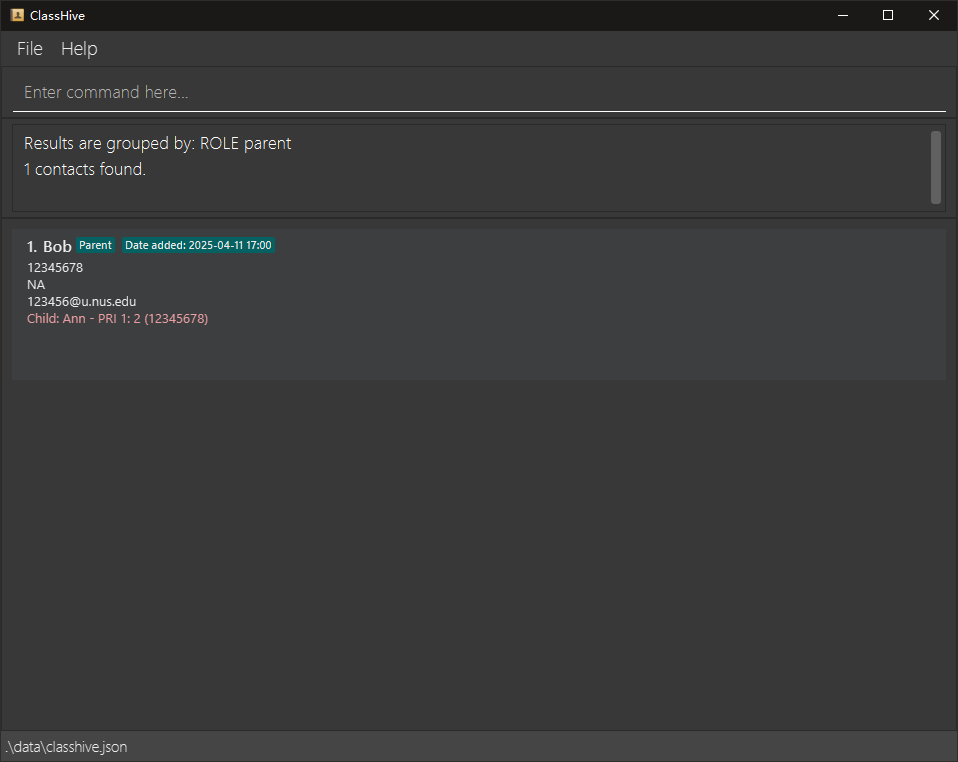 ClassHive
File Help
Enter command here...
Results are grouped by: ROLE parent
1 contacts found.
1. Bob Parent Date added: 2025-04-11 17:00
12345678
NA
123456@u.nus.edu
Child: Ann - PRI 1: 2 (12345678)
.\data\classhive.json